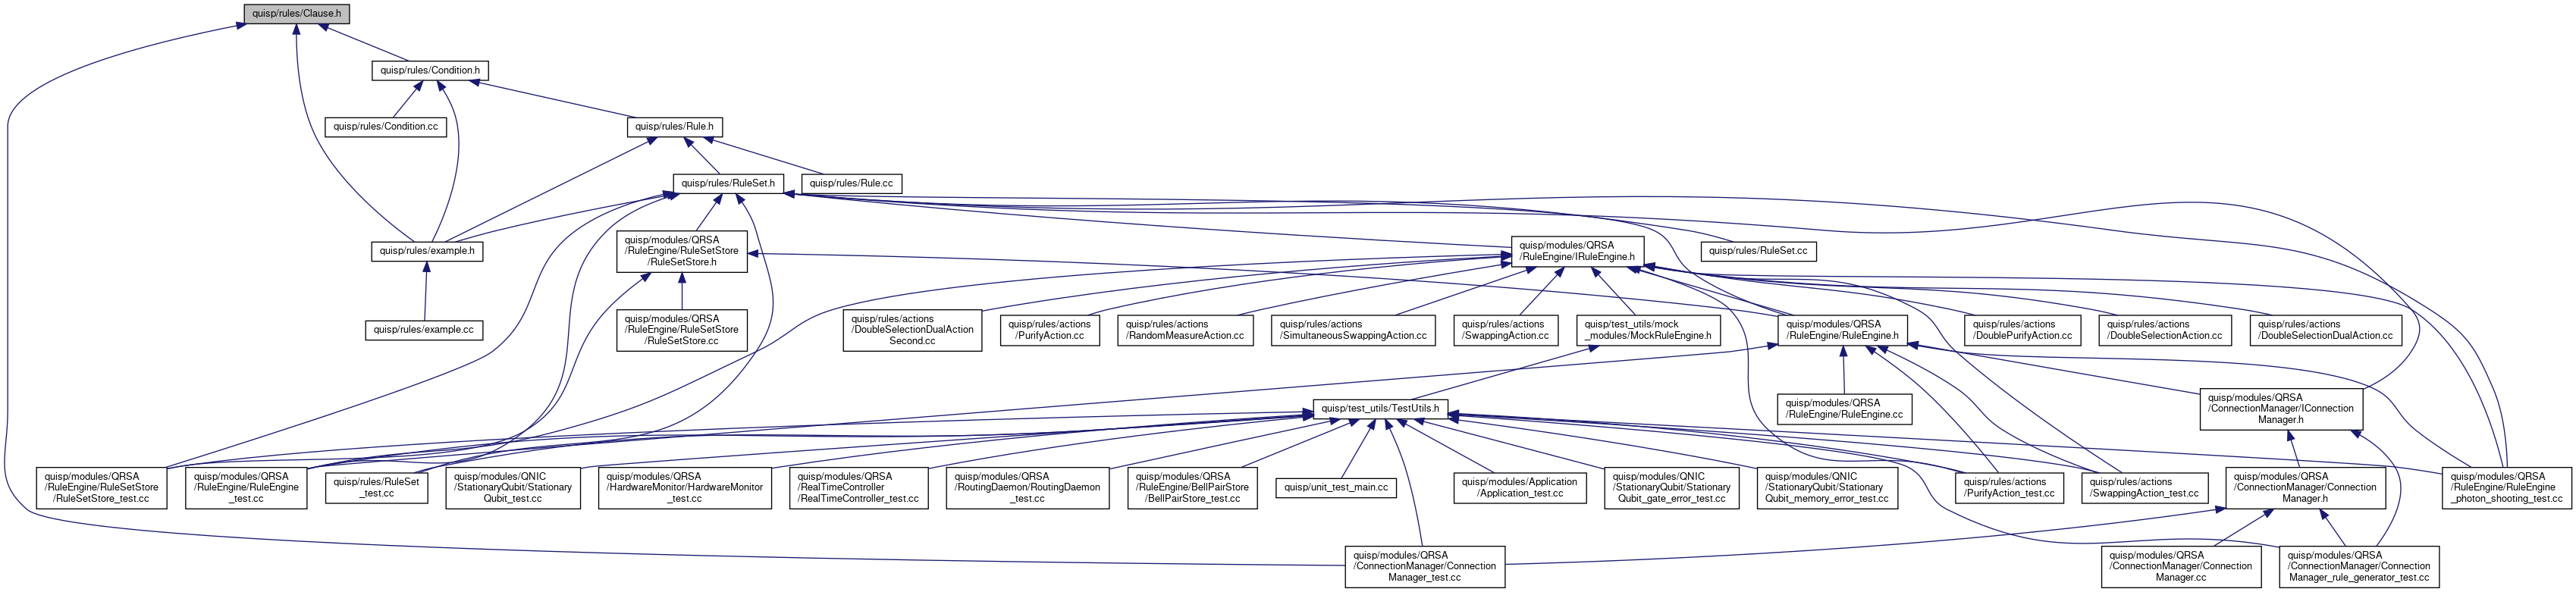 quisp/rules/Clause.h
quisp/rules/Condition.h
quisp/rules/Condition.cc
quisp/rules/Rule.h
quisp/rules/RuleSet.h
quisp/rules/Rule.cc
quisp/rules/example.h
quisp/modules/QRSA
/RuleEngine/RuleSetStore
/RuleSetStore.h
quisp/modules/QRSA
/RuleEngine/IRuleEngine.h
quisp/rules/RuleSet.cc
quisp/rules/example.cc
quisp/modules/QRSA
/RuleEngine/RuleSetStore
/RuleSetStore.cc
quisp/rules/actions
/DoubleSelectionDualAction
Second.cc
quisp/rules/actions
/PurifyAction.cc
quisp/rules/actions
/RandomMeasureAction.cc
quisp/rules/actions
/SimultaneousSwappingAction.cc
quisp/rules/actions
/SwappingAction.cc
quisp/test_utils/mock
_modules/MockRuleEngine.h
quisp/modules/QRSA
/RuleEngine/RuleEngine.h
quisp/rules/actions
/DoublePurifyAction.cc
quisp/rules/actions
/DoubleSelectionAction.cc
quisp/rules/actions
/DoubleSelectionDualAction.cc
quisp/test_utils/TestUtils.h
quisp/modules/QRSA
/RuleEngine/RuleEngine.cc
quisp/modules/QRSA
/ConnectionManager/IConnection
Manager.h
quisp/modules/QRSA
/RuleEngine/RuleSetStore
/RuleSetStore_test.cc
quisp/modules/QRSA
/RuleEngine/RuleEngine
_test.cc
quisp/rules/RuleSet
_test.cc
quisp/modules/QNIC
/StationaryQubit/Stationary
Qubit_test.cc
quisp/modules/QRSA
/HardwareMonitor/HardwareMonitor
_test.cc
quisp/modules/QRSA
/RealTimeController
/RealTimeController_test.cc
quisp/modules/QRSA
/RoutingDaemon/RoutingDaemon
_test.cc
quisp/modules/QRSA
/RuleEngine/BellPairStore
/BellPairStore_test.cc
quisp/unit_test_main.cc
quisp/modules/Application
/Application_test.cc
quisp/modules/QNIC
/StationaryQubit/Stationary
Qubit_gate_error_test.cc
quisp/modules/QNIC
/StationaryQubit/Stationary
Qubit_memory_error_test.cc
quisp/rules/actions
/PurifyAction_test.cc
quisp/rules/actions
/SwappingAction_test.cc
quisp/modules/QRSA
/ConnectionManager/Connection
Manager.h
quisp/modules/QRSA
/RuleEngine/RuleEngine
_photon_shooting_test.cc
quisp/modules/QRSA
/ConnectionManager/Connection
Manager_test.cc
quisp/modules/QRSA
/ConnectionManager/Connection
Manager.cc
quisp/modules/QRSA
/ConnectionManager/Connection
Manager_rule_generator_test.cc